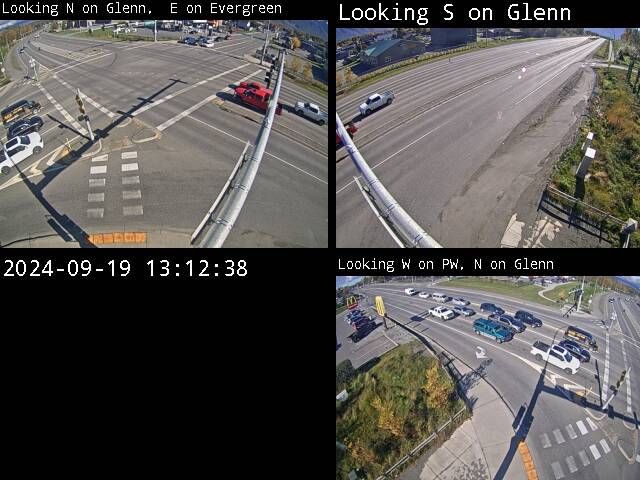 Looking N on Glenn,  E on Evergreen
Looking S on Glenn
2024-09-19 13:12:38
Looking W on PW, N on Glenn